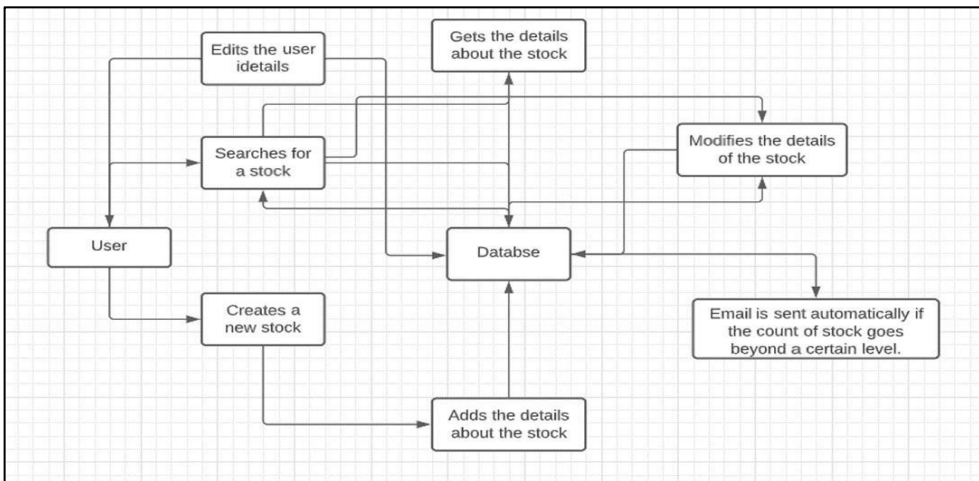 Gets the details
about the stock
Edits the user
idetails
Searches for
a stock
Modifies the details
of the stock
User
Databse
Creates a
new stock
Email is sent automatically if
the count of stock goes
beyond a certain level.
Adds the details
about the stock